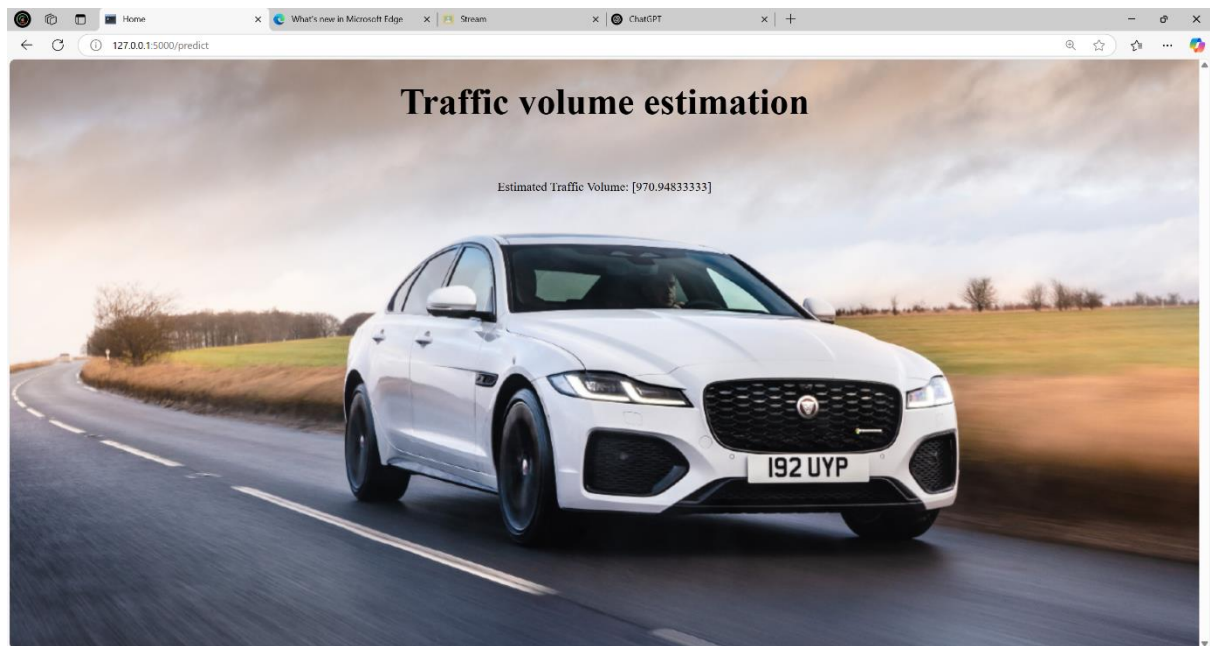 Home
What's new in Microsoft Edge
Stream
ChatGPT
127.0.0.1:5000/predict
Traffic volume estimation
Estimated Traffic Volume: [970.94833333]
192 UYP